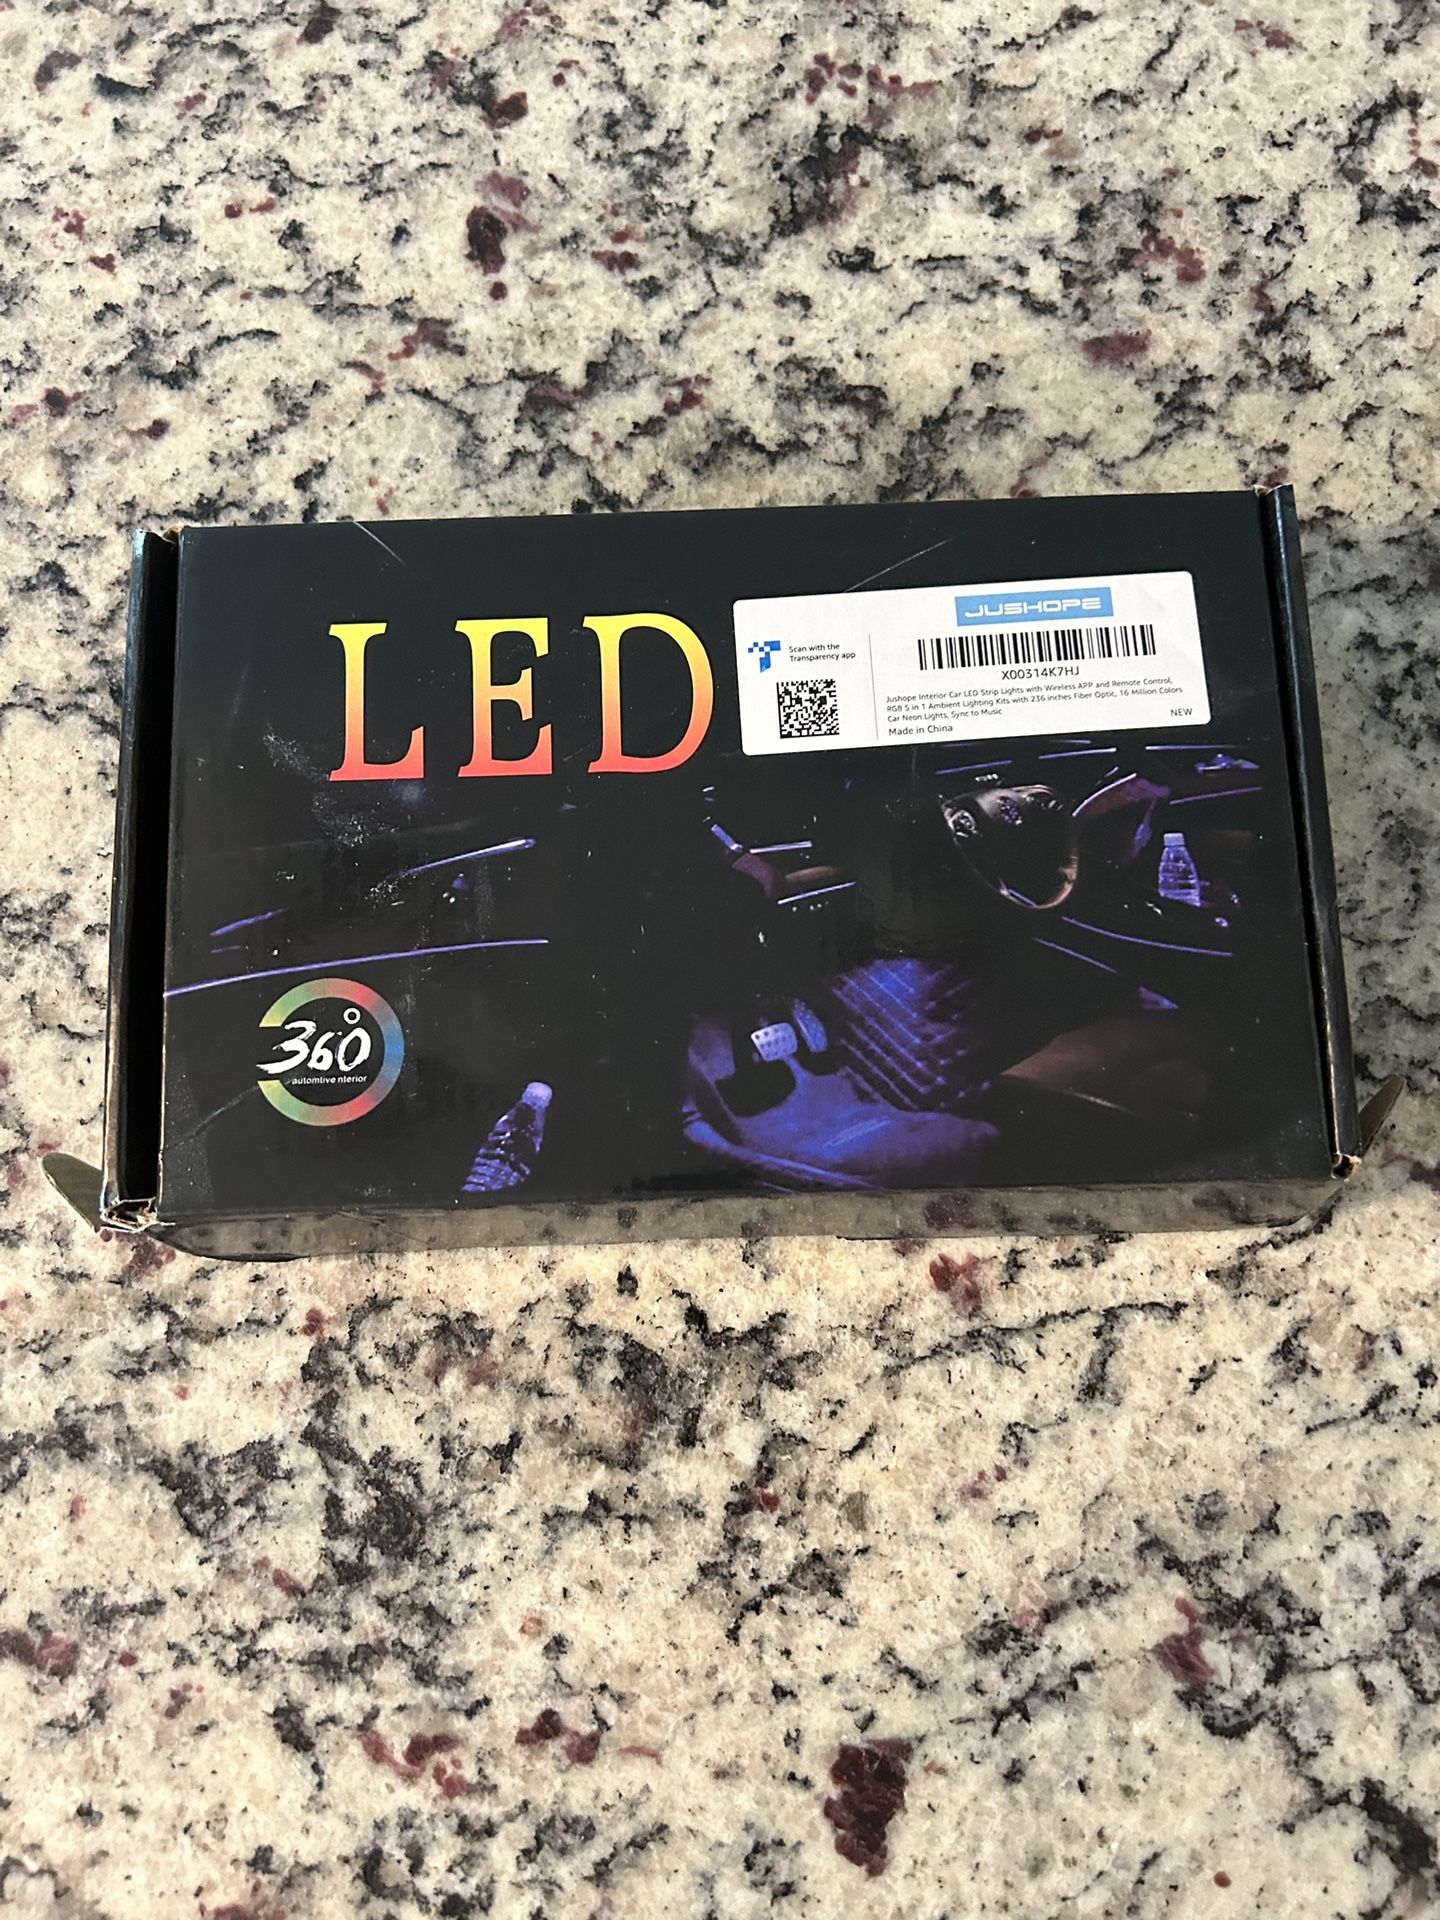 LED
JUSHOPE
Scan with the
Transparency app
X00314K7HJ
Jushope Interior Car LED Strip Lights with Wireless APP and Remote Control,
RGB 5 in 1 Ambient Lighting Kits with 236 inches Fiber Optic, 16 Million Colors
Car Neon Lights, Sync to Music
NEW
Made in China
360°
automtive nterior